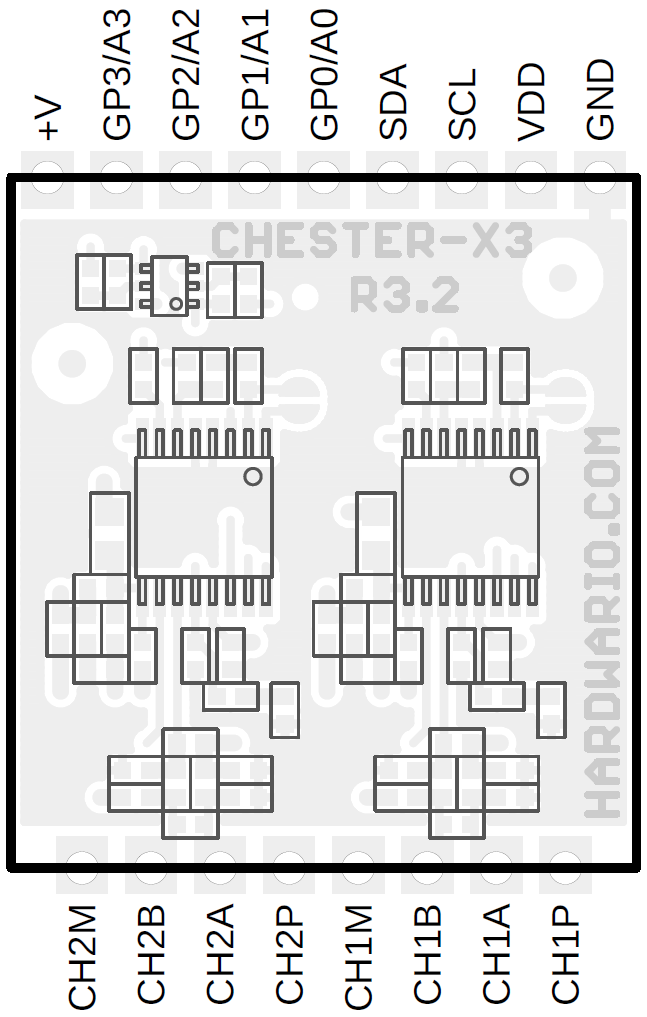 +V
GP3/A3
GP2/A2
GP1/A1
GP0/A0
SDA
SCL
VDD
GND
CHESTER-X3
R3.2
HARDWARIO.COM
CH2M
CH2B
CH2A
CH2P
CH1M
CH1B
CH1A
CH1P